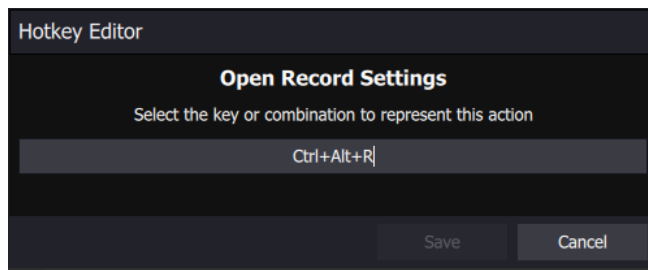 Hotkey Editor
Open Record Settings
Select the key or combination to represent this action
Ctrl+Alt+R
Save Cancel